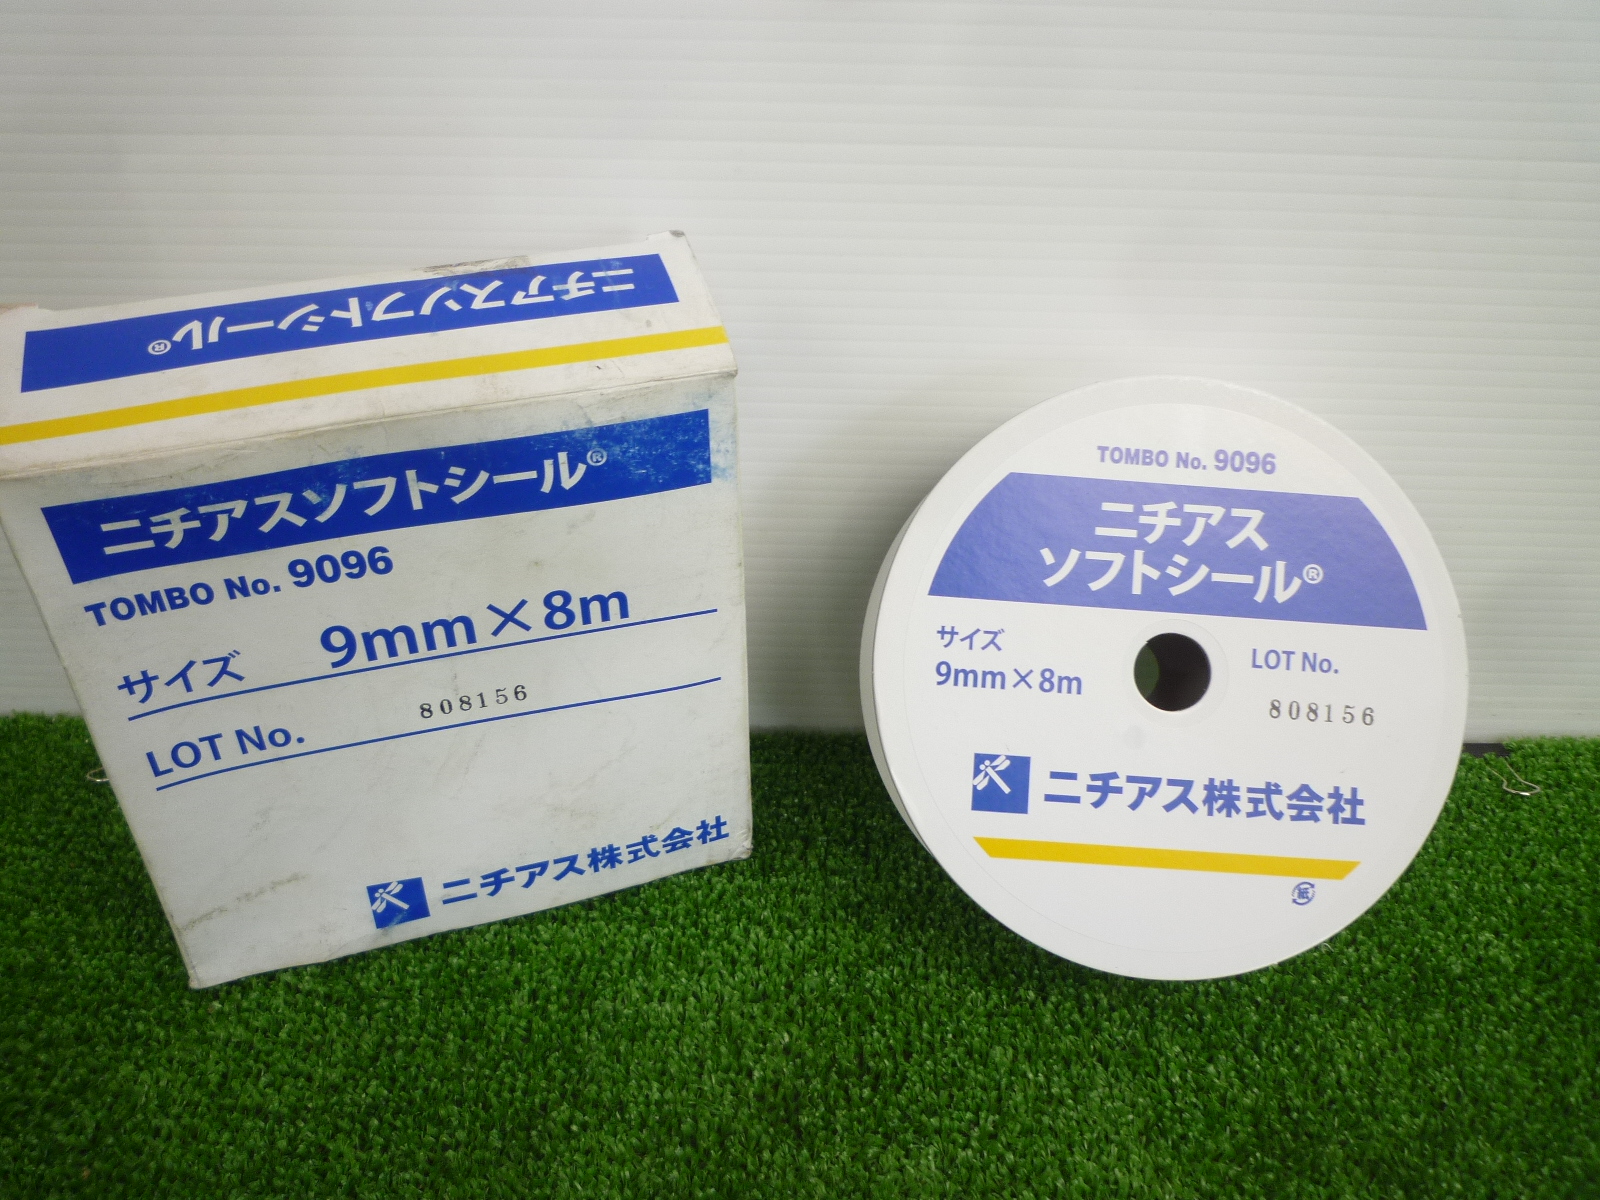 ニチアスソフトシール®
ニチアスソフトシール®
TOMBO No. 9096
サイズ 9mm×8m
LOT No. 808156
ニチアス株式会社
TOMBO No. 9096
ニチアス
ソフトシール®
サイズ
9mm×8m
LOT No.
808156
ニチアス株式会社
紙